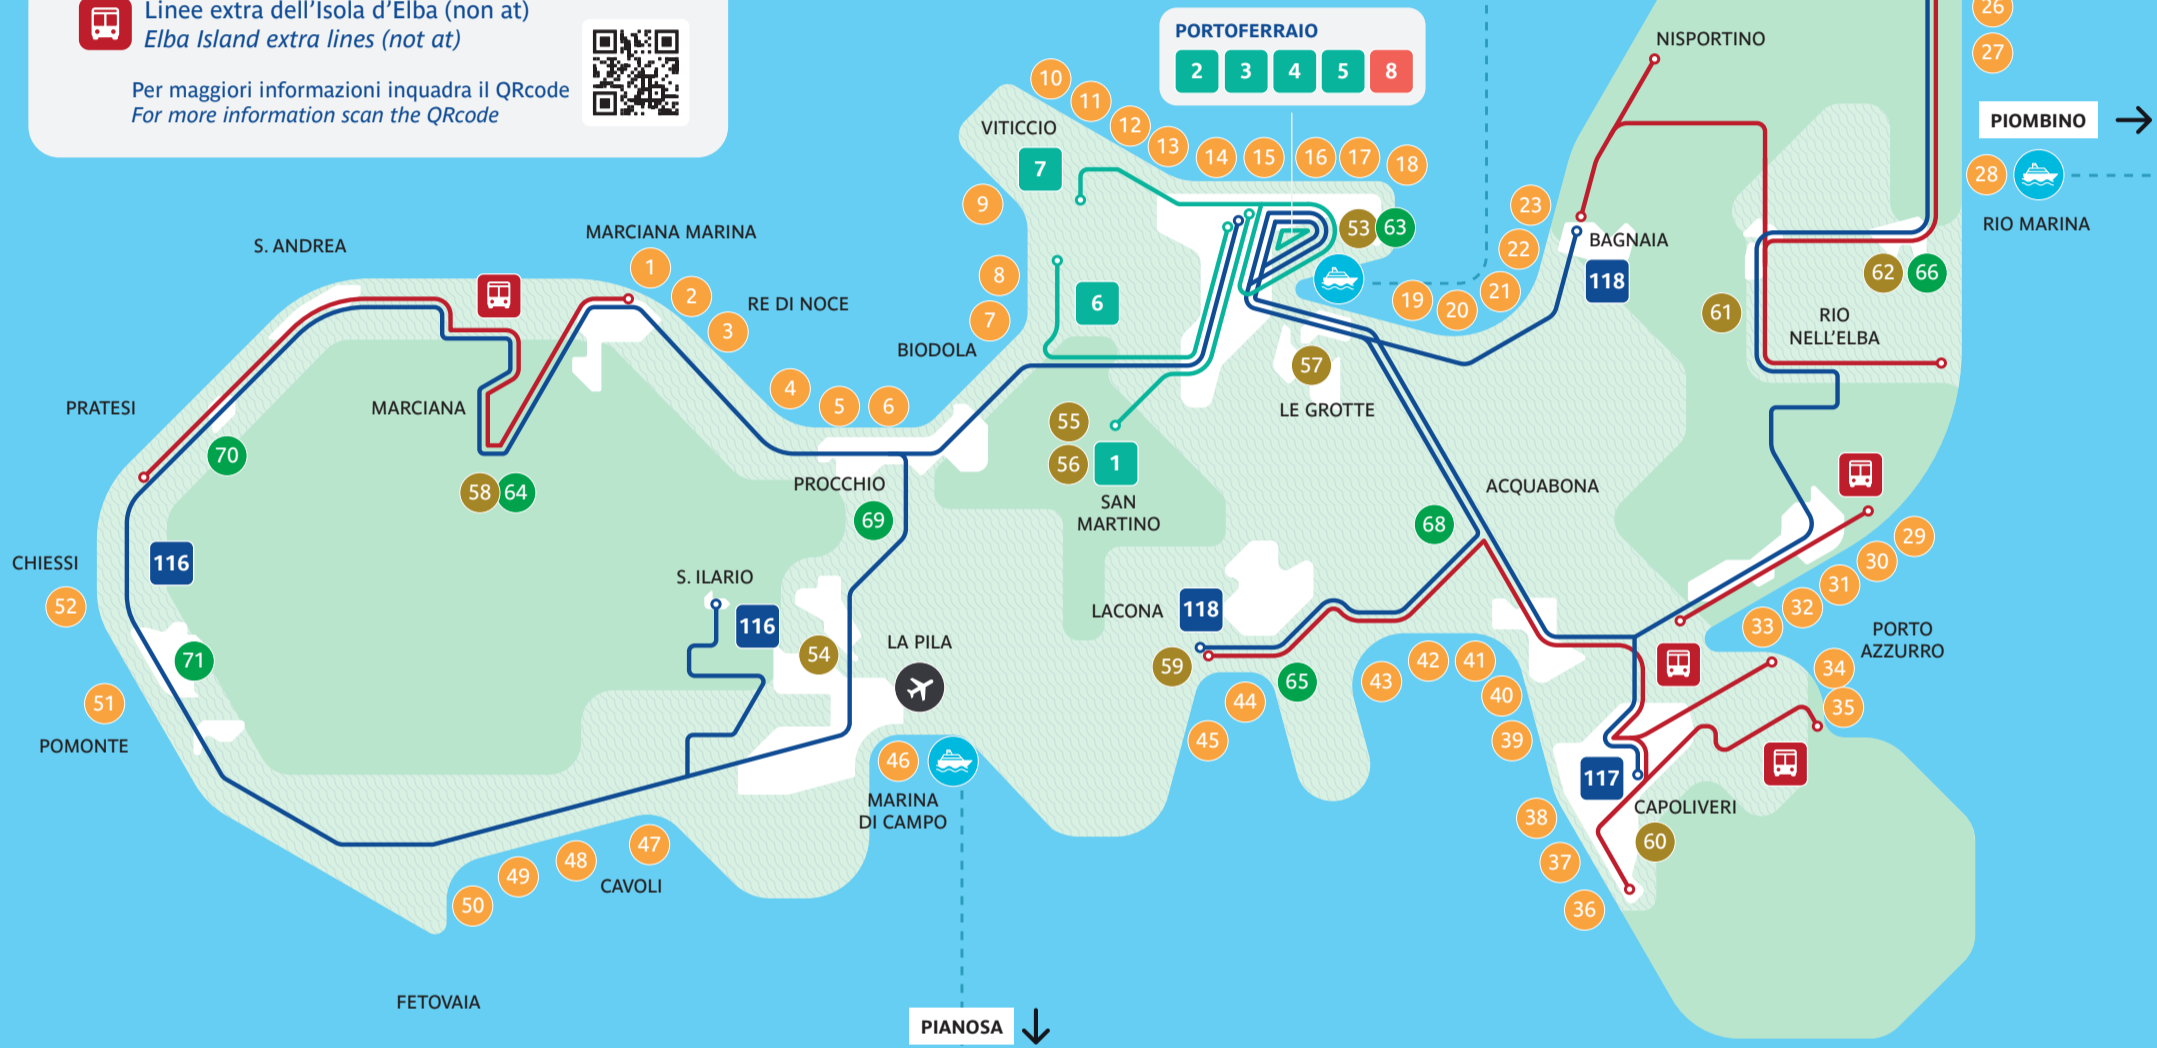 Linee extra dell'Isola d'Elba (non at)
Elba Island extra lines (not at)
Per maggiori informazioni inquadra il QRcode
For more information scan the QRcode
PORTOFERRAIO
2 3 4 5 8
NISPORTINO
26
27
PIOMBINO
28
RIO MARINA
10
11
12
13
14
15
16
17
18
VITICCIO
7
9
8
7
6
BIODOLA
53
63
23
22
21
20
19
BAGNAIA
118
61
62
66
RIO
NELL'ELBA
S. ANDREA
MARCIANA MARINA
1
2
3
RE DI NOCE
4
5
6
PRATESI
MARCIANA
70
58
64
PROCCHIO
69
55
56
1
SAN
MARTINO
57
LE GROTTE
68
ACQUABONA
CHIESSI
116
52
71
51
POMONTE
S. ILARIO
116
54
LA PILA
LACONA
118
59
65
44
45
43
42
41
40
39
29
30
31
32
33
PORTO
AZZURRO
34
35
46
MARINA
DI CAMPO
117
CAPOLIVERI
60
38
37
36
47
48
49
50
CAVOLI
FETOVAIA
PIANOSA